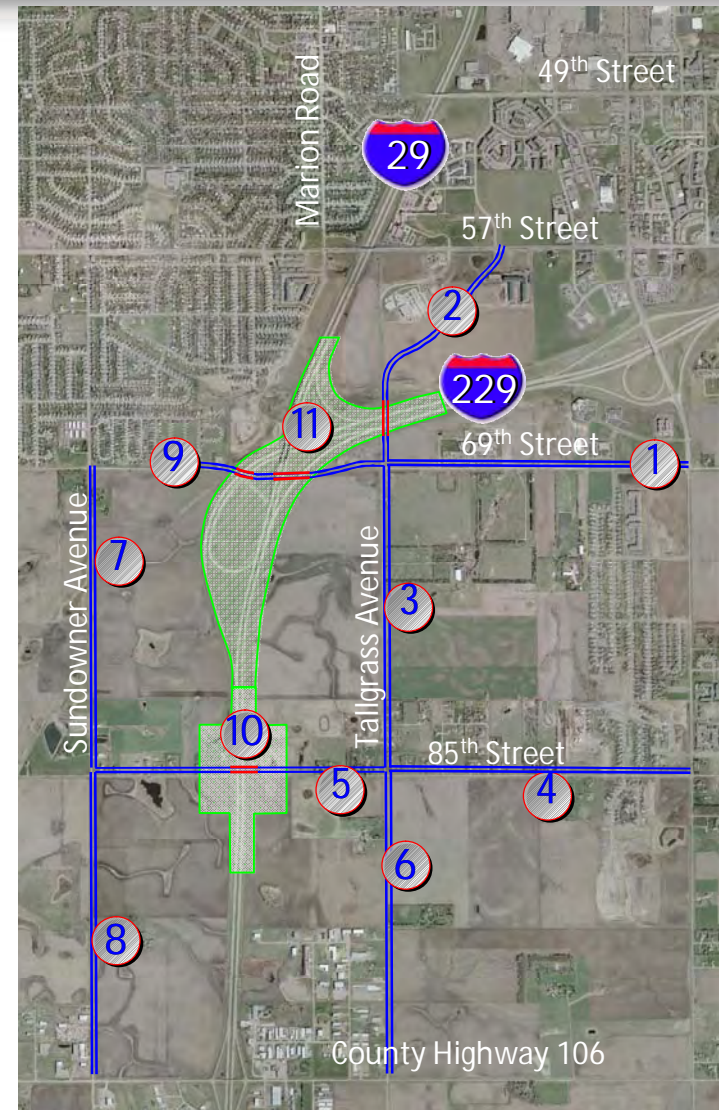 49th Street
Marion Road
29
57th Street
2
229
11
69th Street
9
1
Sundowner Avenue
7
Tallgrass Avenue
3
10
85th Street
5
4
6
8
County Highway 106